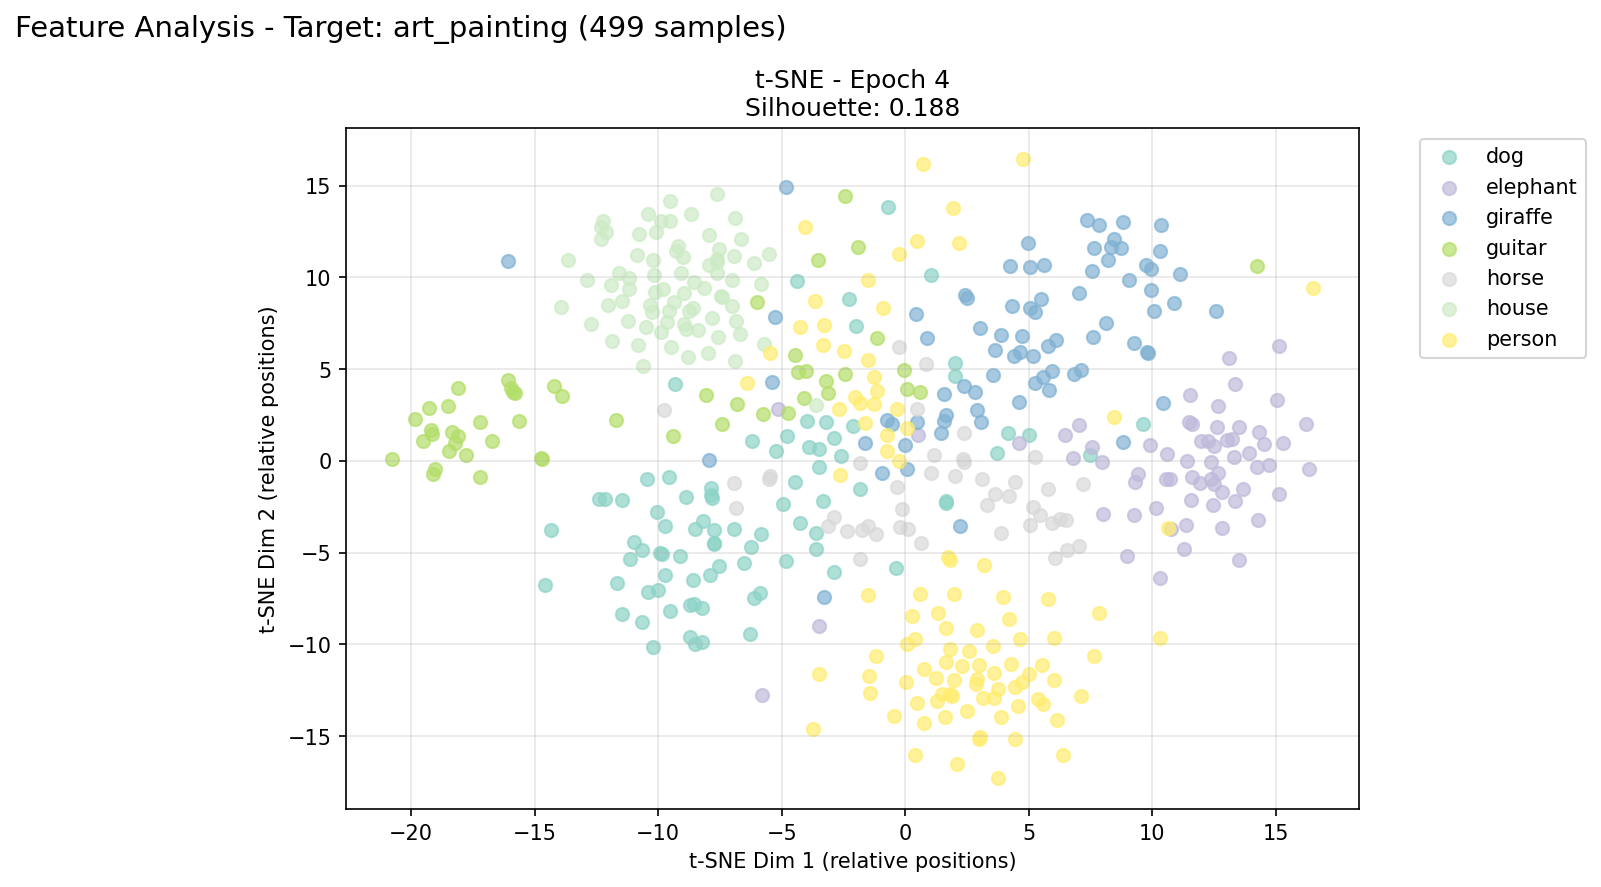 Feature Analysis - Target: art_painting (499 samples)
t-SNE - Epoch 4
Silhouette: 0.188
dog
elephant
giraffe
guitar
horse
house
person
t-SNE Dim 2 (relative positions)
15
10
5
0
−5
−10
−15
−20
−15
−10
−5
0
5
10
15
t-SNE Dim 1 (relative positions)